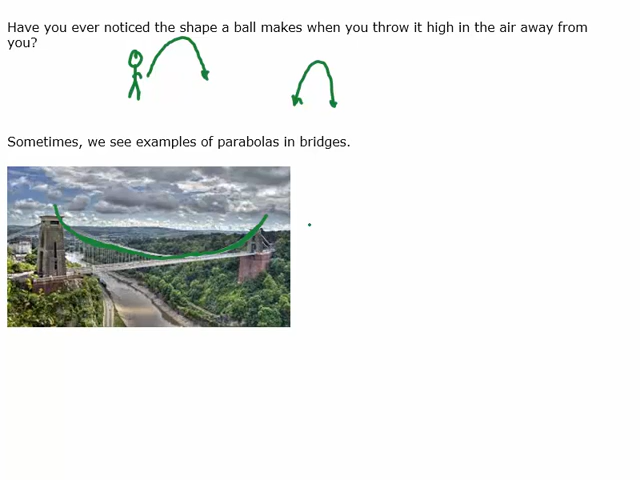 Have you ever noticed the shape a ball makes when you throw it high in the air away from
you?
Sometimes, we see examples of parabolas in bridges.